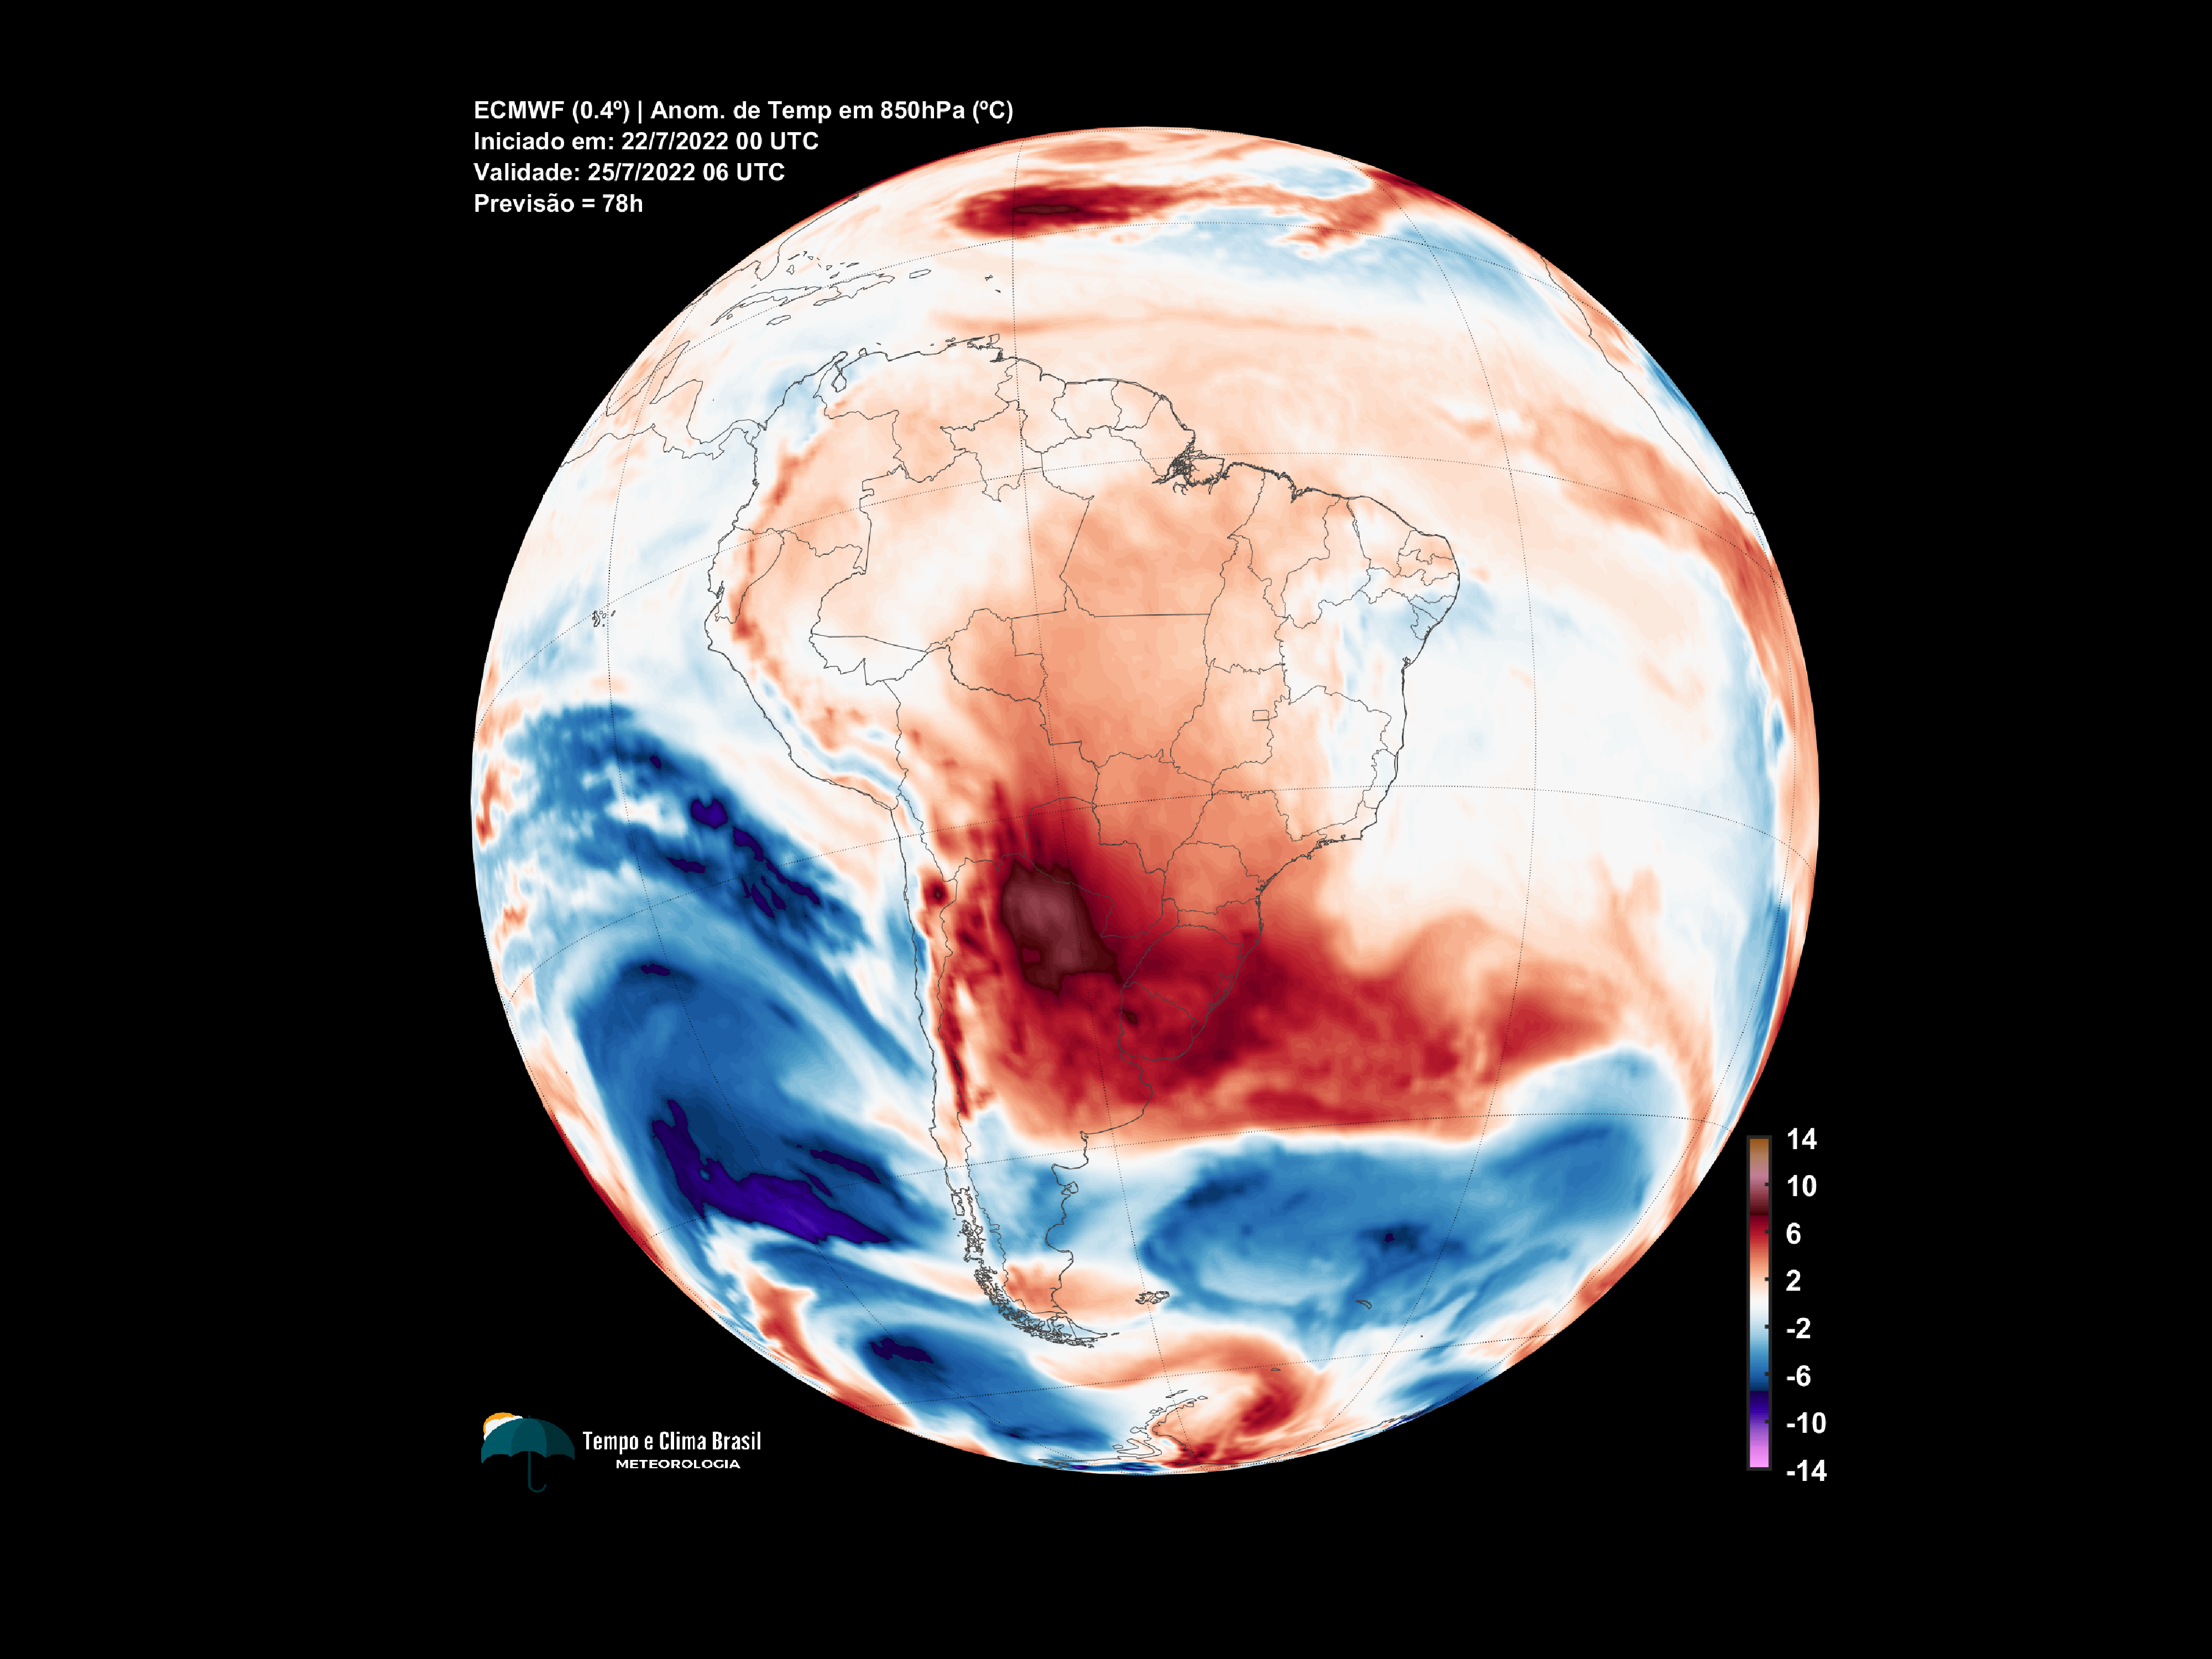 ECMWF (0.4º) | Anom. de Temp em 850hPa (ºC)
Iniciado em: 22/7/2022 00 UTC
Validade: 25/7/2022 06 UTC
Previsão = 78h
14
10
6
2
-2
-6
-10
-14
Tempo e Clima Brasil
METEOROLOGIA